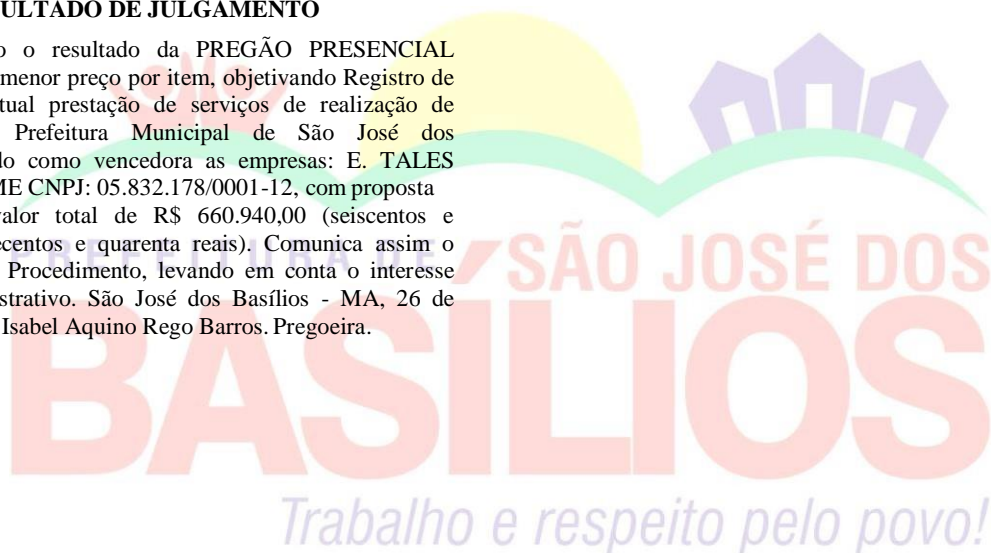 ULTADO DE JULGAMENTO
o o resultado da PREGÃO PRESENCIAL
menor preço por item, objetivando Registro de
tual prestação de serviços de realização de
Prefeitura Municipal de São José dos
do como vencedora as empresas: E. TALES
ME CNPJ: 05.832.178/0001-12, com proposta
valor total de R$ 660.940,00 (seiscentos e
ecentos e quarenta reais). Comunica assim o
Procedimento, levando em conta o interesse
strativo. São José dos Basílios - MA, 26 de
Isabel Aquino Rego Barros. Pregoeira.
PREFEITURA DE
SÃO JOSÉ DOS
BASÍLIOS
Trabalho e respeito pelo povo!